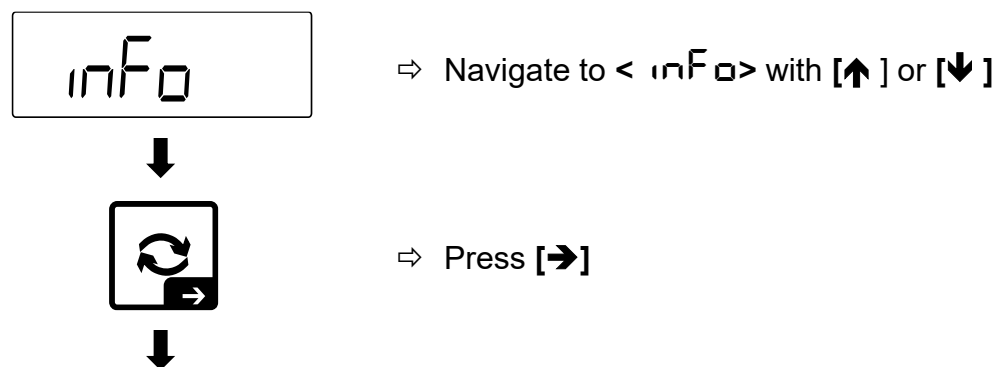 inFo
⇨ Navigate to < inFo> with [🡹 ] or [🡻 ]
⇨ Press [🡺]